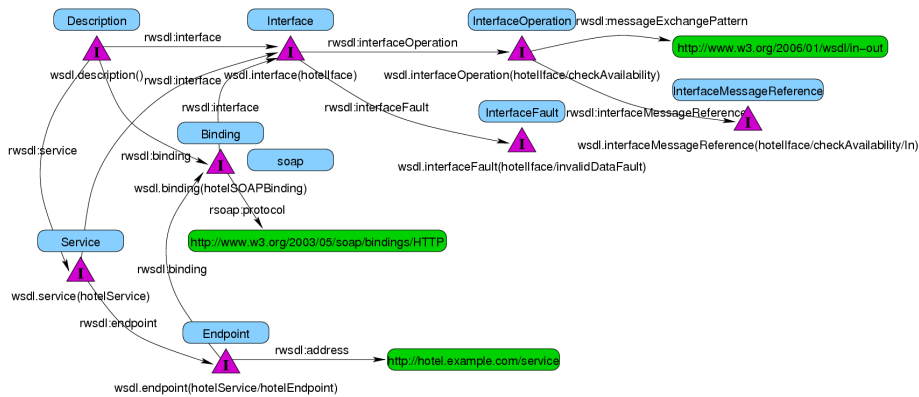 Description
Interface
InterfaceOperation
rwsdl:messageExchangePattern
rwsdl:interface
rwsdl:interfaceOperation
http://www.w3.org/2006/01/wsdl/in-out
I
I
I
wsdl.description()
rwsdl:interface
wsdl.interface(hotelIface)
wsdl.interfaceOperation(hotelIface/checkAvailability)
InterfaceMessageReference
rwsdl:interface
rwsdl:interfaceFault
InterfaceFault
rwsdl:interfaceMessageReference
I
Binding
I
wsdl.interfaceMessageReference(hotelIface/checkAvailability/In)
rwsdl:service
rwsdl:binding
soap
I
wsdl.interfaceFault(hotelIface/invalidDataFault)
wsdl.binding(hotelSOAPBinding)
rsoap:protocol
Service
http://www.w3.org/2003/05/soap/bindings/HTTP
I
rwsdl:binding
wsdl.service(hotelService)
rwsdl:endpoint
Endpoint
rwsdl:address
I
http://hotel.example.com/service
wsdl.endpoint(hotelService/hotelEndpoint)